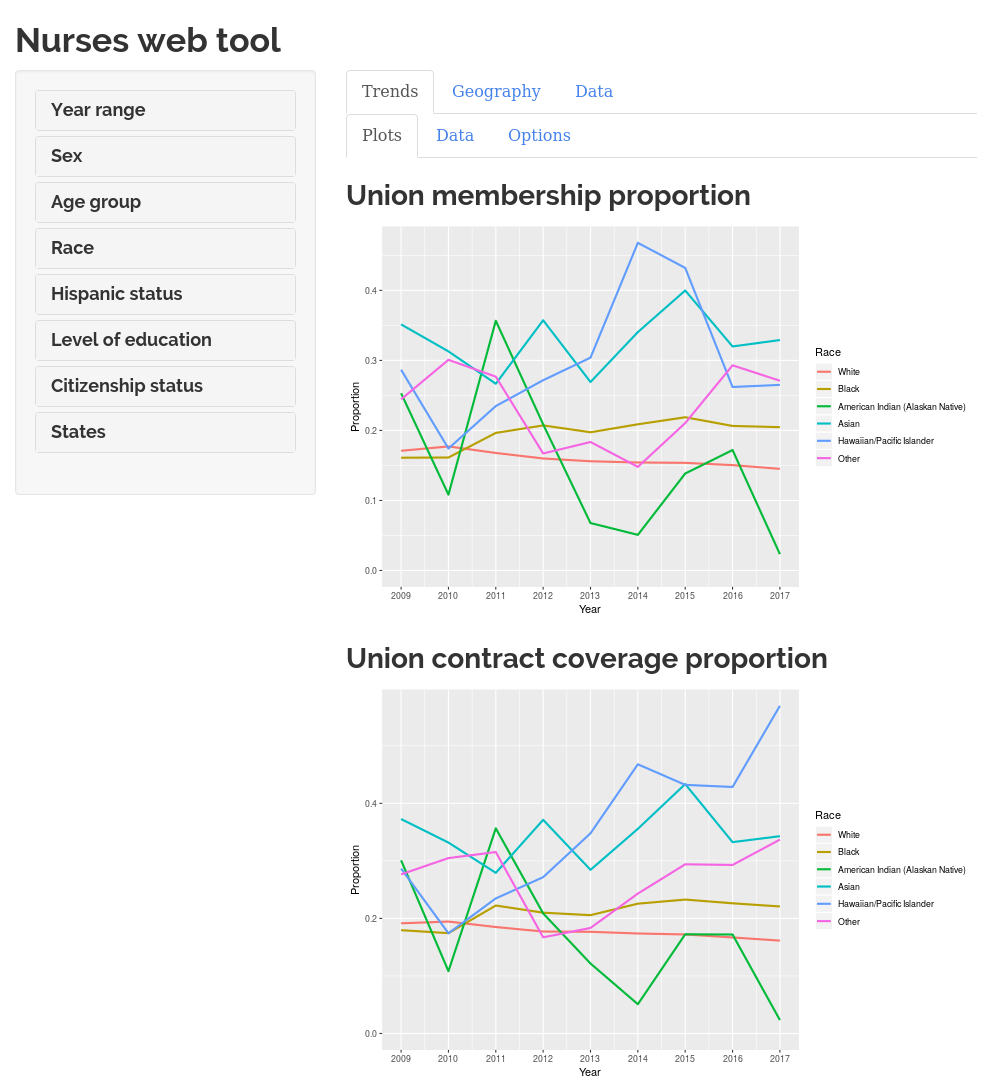 Nurses web tool
Year range
Sex
Age group
Race
Hispanic status
Level of education
Citizenship status
States
Trends Geography Data
Plots Data Options
Union membership proportion
0.4
0.3
0.2
0.1
0.0
Proportion
2009 2010 2011 2012 2013 2014 2015 2016 2017
Year
Race
White
Black
American Indian (Alaskan Native)
Asian
Hawaiian/Pacific Islander
Other
Union contract coverage proportion
0.4
0.2
0.0
Proportion
2009 2010 2011 2012 2013 2014 2015 2016 2017
Year
Race
White
Black
American Indian (Alaskan Native)
Asian
Hawaiian/Pacific Islander
Other